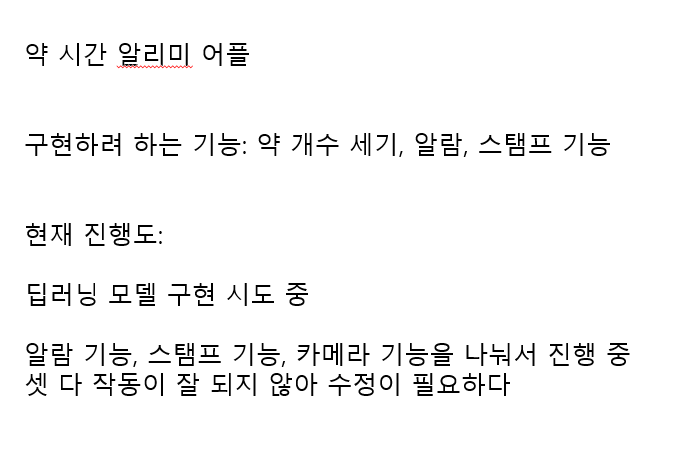 약 시간 알리미 어플
구현하려 하는 기능: 약 개수 세기, 알람, 스탬프 기능
현재 진행도:
딥러닝 모델 구현 시도 중
알람 기능, 스탬프 기능, 카메라 기능을 나눠서 진행 중
셋 다 작동이 잘 되지 않아 수정이 필요하다